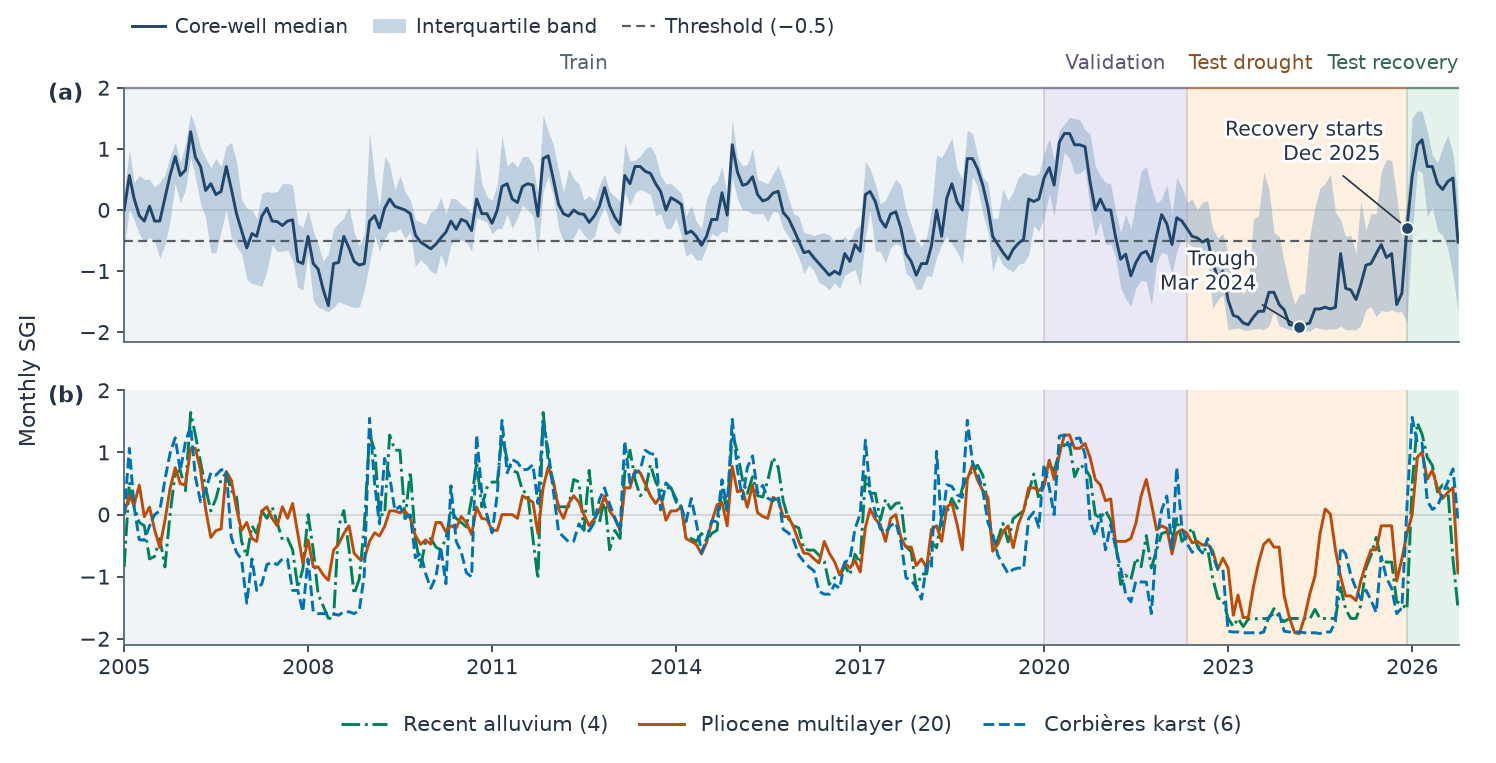 Core-well median Interquartile band Threshold (−0.5)
Train Validation Test drought Test recovery
(a)
2
1
0
−1
−2
Recovery starts
Dec 2025
Trough
Mar 2024
Monthly SGI
(b)
2
1
0
−1
−2
2005 2008 2011 2014 2017 2020 2023 2026
Recent alluvium (4) Pliocene multilayer (20) Corbières karst (6)